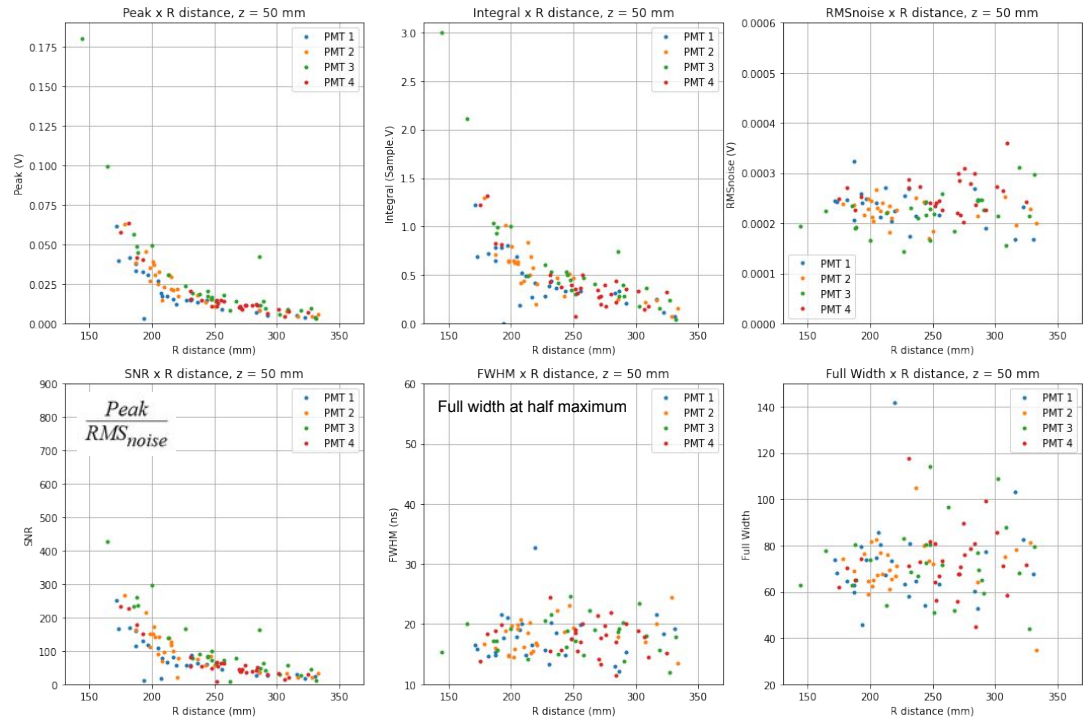 Peak x R distance, z = 50 mm
PMT 1
PMT 2
PMT 3
PMT 4
Peak (V)
0.175
0.150
0.125
0.100
0.075
0.050
0.025
0.000
150
200
250
300
350
R distance (mm)
Integral x R distance, z = 50 mm
PMT 1
PMT 2
PMT 3
PMT 4
Integral (Sample.V)
3.0
2.5
2.0
1.5
1.0
0.5
0.0
150
200
250
300
350
R distance (mm)
RMSnoise x R distance, z = 50 mm
RMSnoise (V)
0.0006
0.0005
0.0004
0.0003
0.0002
0.0001
0.0000
PMT 1
PMT 2
PMT 3
PMT 4
150
200
250
300
350
R distance (mm)
SNR x R distance, z = 50 mm
Peak
RMSnoise
PMT 1
PMT 2
PMT 3
PMT 4
SNR
900
800
700
600
500
400
300
200
100
0
150
200
250
300
350
R distance (mm)
FWHM x R distance, z = 50 mm
Full width at half maximum
PMT 1
PMT 2
PMT 3
PMT 4
FWHM (ns)
60
50
40
30
20
10
150
200
250
300
350
R distance (mm)
Full Width x R distance, z = 50 mm
PMT 1
PMT 2
PMT 3
PMT 4
Full Width
140
120
100
80
60
40
20
150
200
250
300
350
R distance (mm)